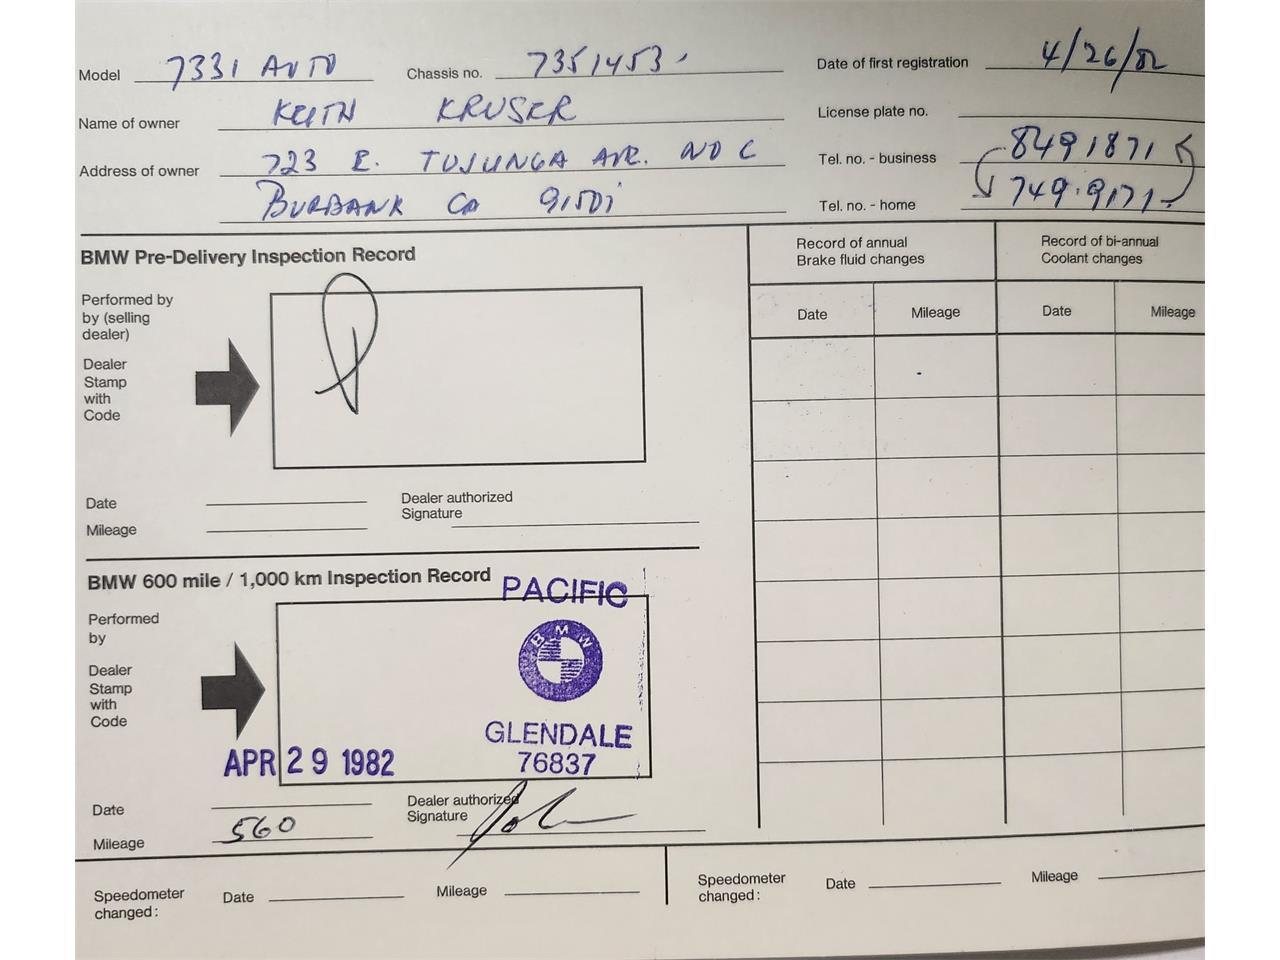 Model 733i AUTO Chassis no. 7351453 Date of first registration 4/26/82
Name of owner KEITH KRUSER License plate no.
Address of owner 723 E. TUJUNGA AVE. NO C Tel. no. - business 8491871
BURBANK CA 91501 Tel. no. - home 749-9171
BMW Pre-Delivery Inspection Record
Performed by
by (selling
dealer)
Dealer
Stamp
with
Code
Date
Mileage
Dealer authorized
Signature
Record of annual
Brake fluid changes
Record of bi-annual
Coolant changes
Date Mileage Date Mileage
BMW 600 mile / 1,000 km Inspection Record
Performed
by
Dealer
Stamp
with
Code
PACIFIC
BMW
GLENDALE
76837
APR 29 1982
Date
Mileage 560
Dealer authorized
Signature
Speedometer
changed: Date Mileage
Speedometer
changed: Date Mileage